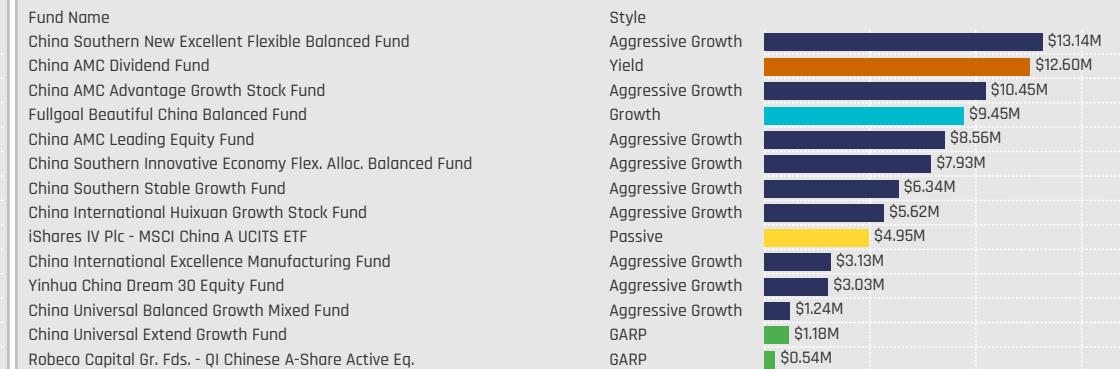 Fund Name Style
China Southern New Excellent Flexible Balanced Fund Aggressive Growth $13.14M
China AMC Dividend Fund Yield $12.60M
China AMC Advantage Growth Stock Fund Aggressive Growth $10.45M
Fullgoal Beautiful China Balanced Fund Growth $9.45M
China AMC Leading Equity Fund Aggressive Growth $8.56M
China Southern Innovative Economy Flex. Alloc. Balanced Fund Aggressive Growth $7.93M
China Southern Stable Growth Fund Aggressive Growth $6.34M
China International Huixuan Growth Stock Fund Aggressive Growth $5.62M
iShares IV Plc - MSCI China A UCITS ETF Passive $4.95M
China International Excellence Manufacturing Fund Aggressive Growth $3.13M
Yinhua China Dream 30 Equity Fund Aggressive Growth $3.03M
China Universal Balanced Growth Mixed Fund Aggressive Growth $1.24M
China Universal Extend Growth Fund GARP $1.18M
Robeco Capital Gr. Fds. - QI Chinese A-Share Active Eq. GARP $0.54M